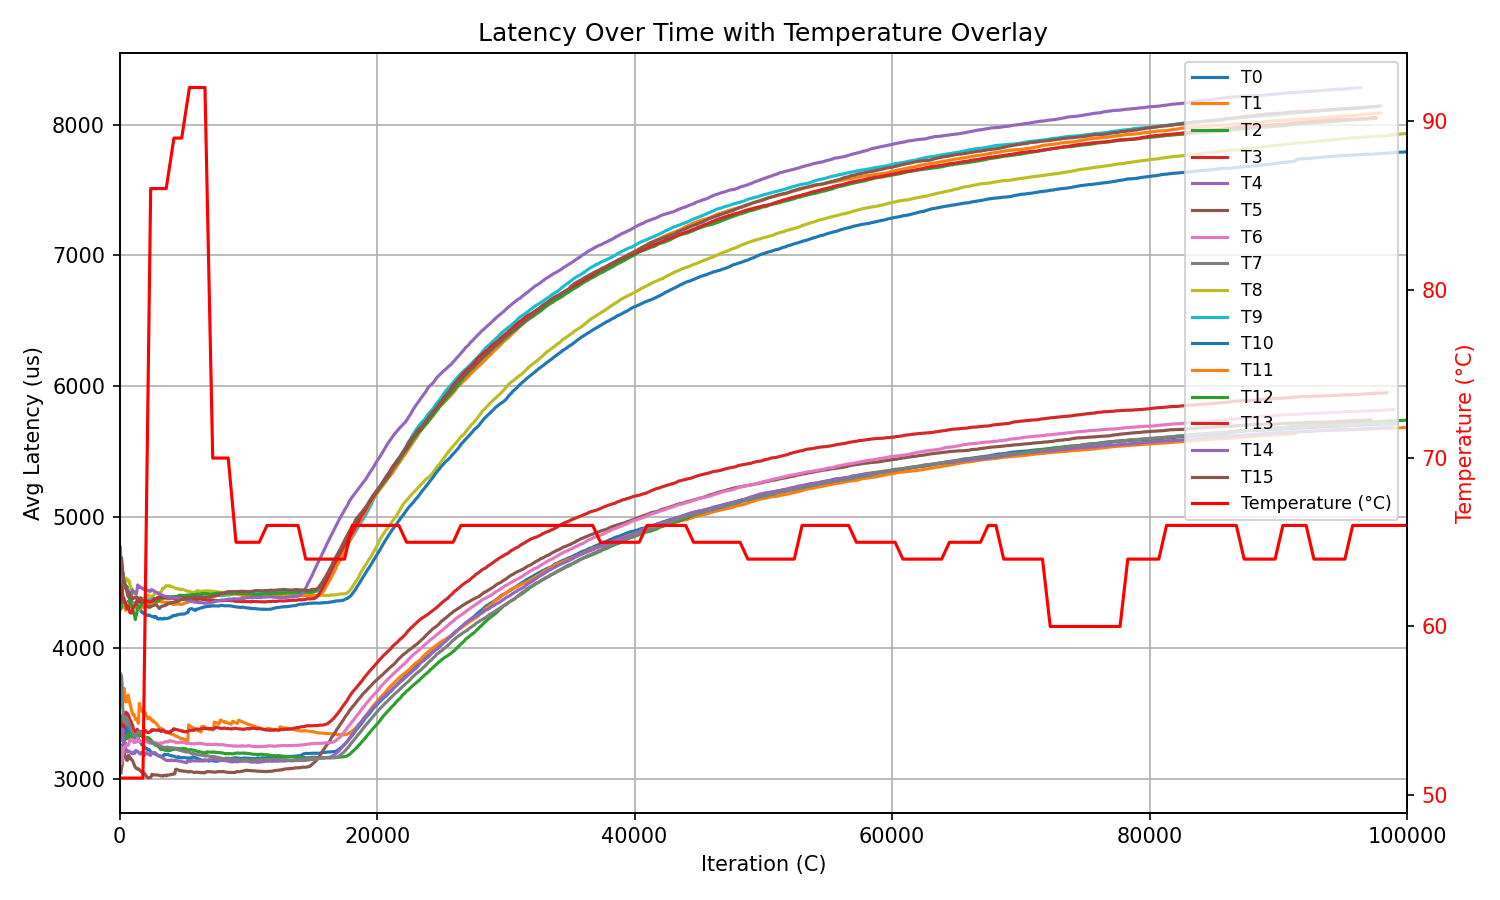 Latency Over Time with Temperature Overlay
Avg Latency (us)
8000
7000
6000
5000
4000
3000
0
20000
40000
60000
80000
100000
Iteration (C)
90
80
70
60
50
Temperature (°C)
T0
T1
T2
T3
T4
T5
T6
T7
T8
T9
T10
T11
T12
T13
T14
T15
Temperature (°C)